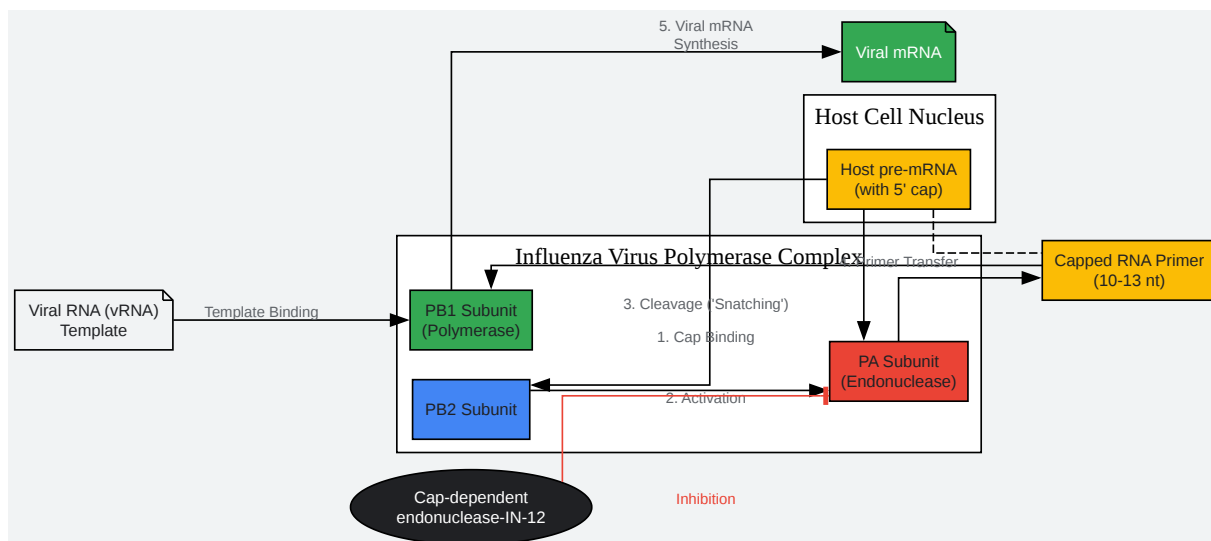 5. Viral mRNA
Synthesis
Viral mRNA
Host Cell Nucleus
Host pre-mRNA
(with 5' cap)
Influenza Virus Polymerase Complex
Primer Transfer
Capped RNA Primer
(10-13 nt)
Viral RNA (vRNA)
Template
Template Binding
PB1 Subunit
(Polymerase)
3. Cleavage ('Snatching')
1. Cap Binding
PA Subunit
(Endonuclease)
PB2 Subunit
2. Activation
Cap-dependent
endonuclease-IN-12
Inhibition